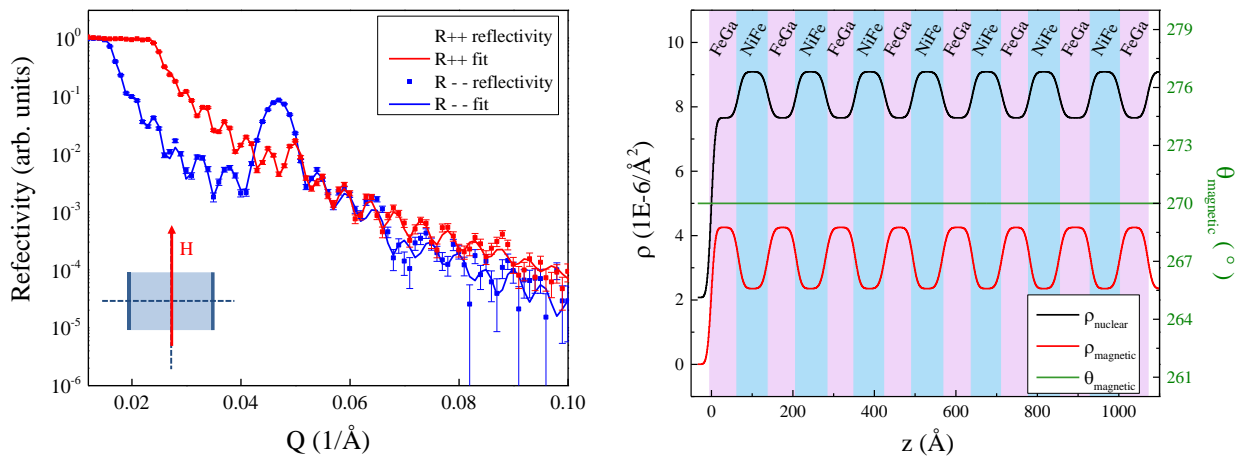 R++ reflectivity
R++ fit
R - - reflectivity
R - - fit
10⁰
10⁻¹
10⁻²
10⁻³
10⁻⁴
10⁻⁵
10⁻⁶
Refectivity (arb. units)
H
0.02 0.04 0.06 0.08 0.10
Q (1/Å)
FeGa NiFe FeGa NiFe FeGa NiFe FeGa NiFe FeGa NiFe FeGa NiFe FeGa NiFe FeGa
10
8
6
4
2
0
ρ (1E-6/Å²)
279
276
273
270
267
264
261
θmagnetic (°)
ρnuclear
ρmagnetic
θmagnetic
0 200 400 600 800 1000
z (Å)